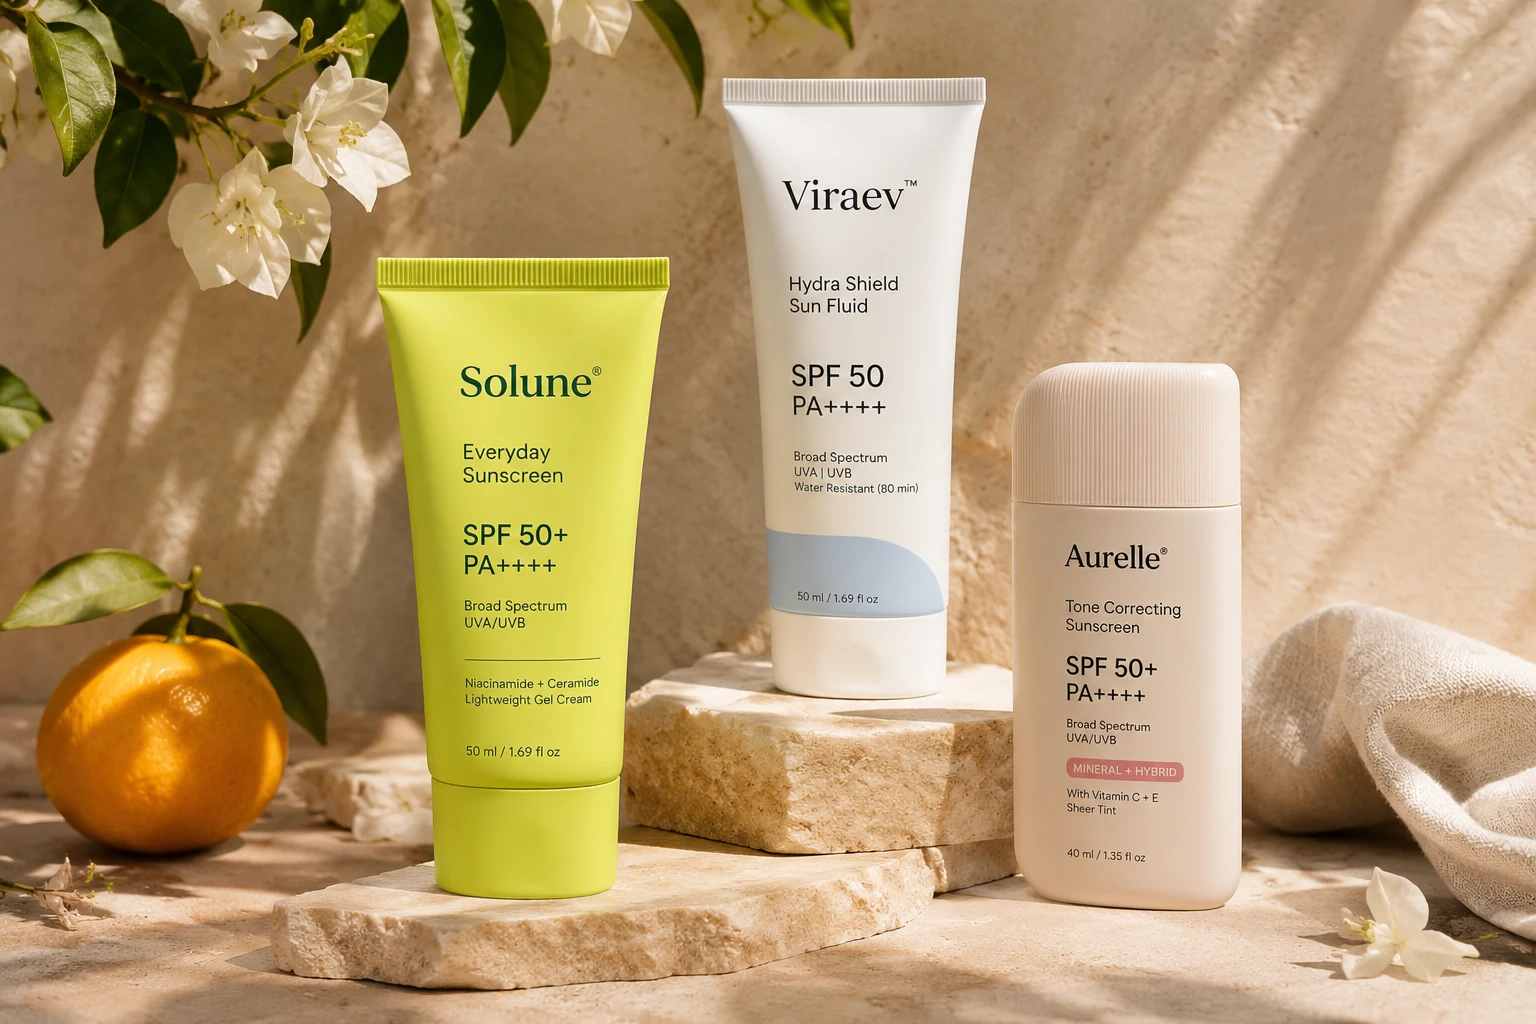 Solune®
Everyday
Sunscreen
SPF 50+
PA++++
Broad Spectrum
UVA/UVB
Niacinamide + Ceramide
Lightweight Gel Cream
50 ml / 1.69 fl oz
Viraev™
Hydra Shield
Sun Fluid
SPF 50
PA++++
Broad Spectrum
UVA | UVB
Water Resistant (80 min)
50 ml / 1.69 fl oz
Aurelle®
Tone Correcting
Sunscreen
SPF 50+
PA++++
Broad Spectrum
UVA/UVB
MINERAL + HYBRID
With Vitamin C + E
Sheer Tint
40 ml / 1.35 fl oz